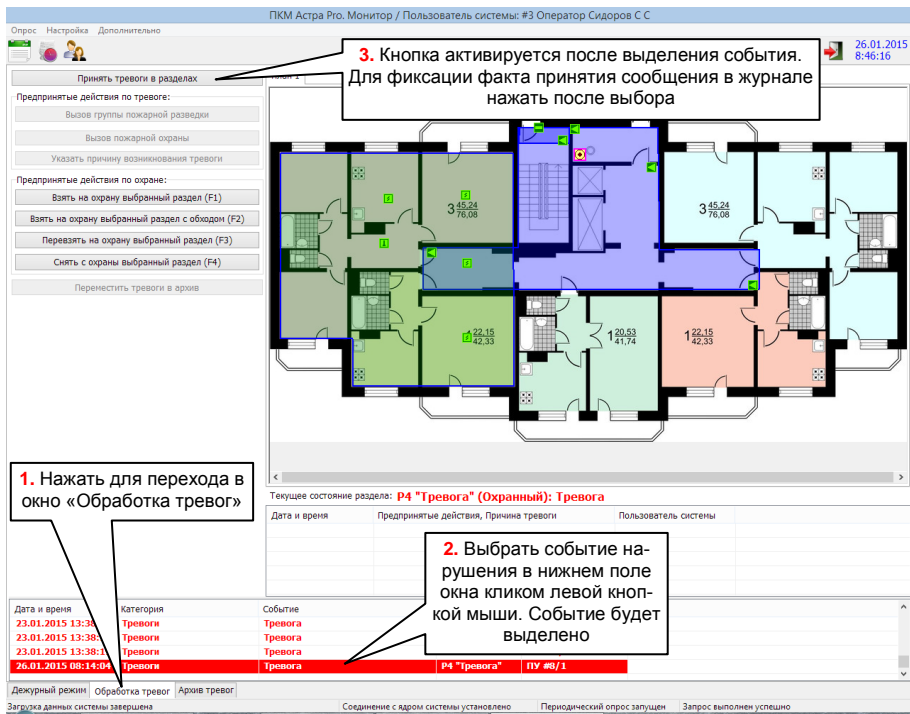 ПКМ Астра Pro. Монитор / Пользователь системы: #3 Оператор Сидоров С С
Опрос Настройка Дополнительно
26.01.2015
8:46:16
3. Кнопка активируется после выделения события.
Для фиксации факта принятия сообщения в журнале
нажать после выбора
Принять тревоги в разделах
Предпринятые действия по тревоге:
Вызов группы пожарной разведки
Вызов пожарной охраны
Указать причину возникнования тревоги
Предпринятые действия по охране:
Взять на охрану выбранный раздел (F1)
Взять на охрану выбранный раздел с обходом (F2)
Перевзять на охрану выбранный раздел (F3)
Снять с охраны выбранный раздел (F4)
Переместить тревоги в архив
3 45,24
76,08
3 45,24
76,08
22,15
42,33
1 20,53
41,74
1 22,15
42,33
1. Нажать для перехода в
окно «Обработка тревог»
Текущее состояние раздела: Р4 "Тревога" (Охранный): Тревога
Дата и время Предпринятые действия, Причина тревоги Пользователь системы
2. Выбрать событие на-
рушения в нижнем поле
окна кликом левой кноп-
кой мыши. Событие будет
выделено
Дата и время Категория Событие
23.01.2015 13:38 Тревоги Тревога
23.01.2015 13:38: Тревоги Тревога
23.01.2015 13:38:1 Тревоги Тревога
26.01.2015 08:14:04 Тревоги Тревога Р4 "Тревога" ПУ #8/1
Дежурный режим Обработка тревог Архив тревог
Загрузка данных системы завершена Соединение с ядром системы установлено Периодический опрос запущен Запрос выполнен успешно